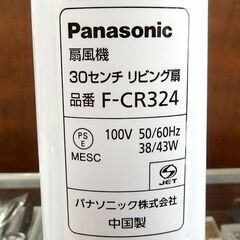 Panasonic
扇風機
30センチ リビング扇
品番 F-CR324
PS
E
MESC
100V 50/60Hz
38/43W
S
JET
パナソニック株式会社
中国製